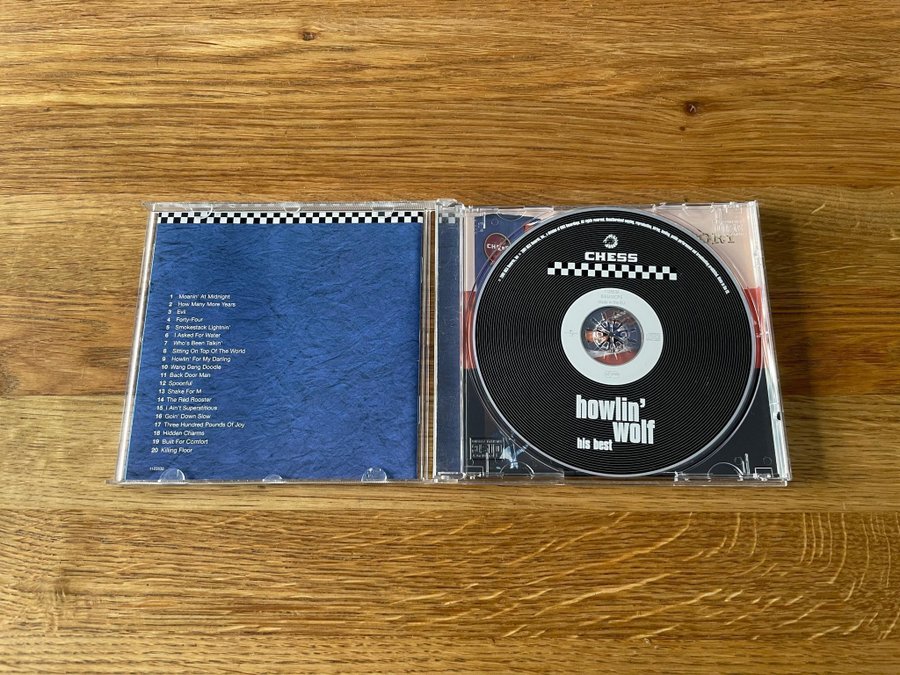 1 Moanin' At Midnight
2 How Many More Years
3 Evil
4 Forty-Four
5 Smokestack Lightnin'
6 I Asked For Water
7 Who's Been Talkin'
8 Sitting On Top Of The World
9 Howlin' For My Darling
10 Wang Dang Doodle
11 Back Door Man
12 Spoonful
13 Shake For M
14 The Red Rooster
15 I Ain't Superstitious
16 Goin' Down Slow
17 Three Hundred Pounds Of Joy
18 Hidden Charms
19 Built For Comfort
20 Killing Floor
CHESS
howlin'
wolf
his best